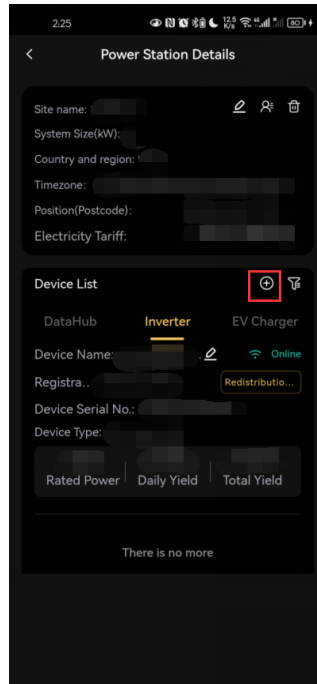 2:25 12.5 K/s 4G 80
Power Station Details
Site name:
System Size(kW):
Country and region:
Timezone:
Position(Postcode):
Electricity Tariff:
Device List
DataHub Inverter EV Charger
Device Name: Online
Registra.. Redistributio...
Device Serial No.:
Device Type:
Rated Power Daily Yield Total Yield
There is no more